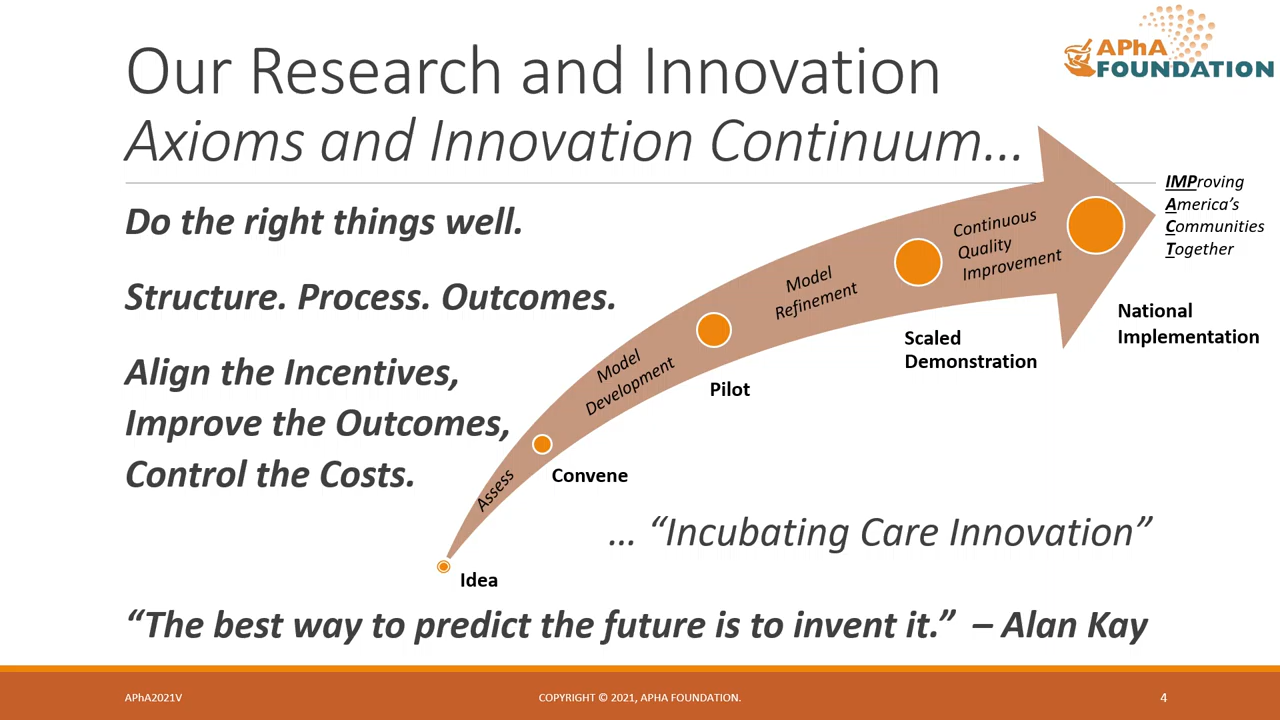 Our Research and Innovation
Axioms and Innovation Continuum...
APhA
FOUNDATION
Do the right things well.
Structure. Process. Outcomes.
Align the Incentives,
Improve the Outcomes,
Control the Costs.
Idea
Assess
Convene
Model
Development
Pilot
Model
Refinement
Scaled
Demonstration
Continuous
Quality
Improvement
National
Implementation
IMProving
America’s
Communities
Together
... “Incubating Care Innovation”
“The best way to predict the future is to invent it.” – Alan Kay
APhA2021V
COPYRIGHT © 2021, APHA FOUNDATION.
4